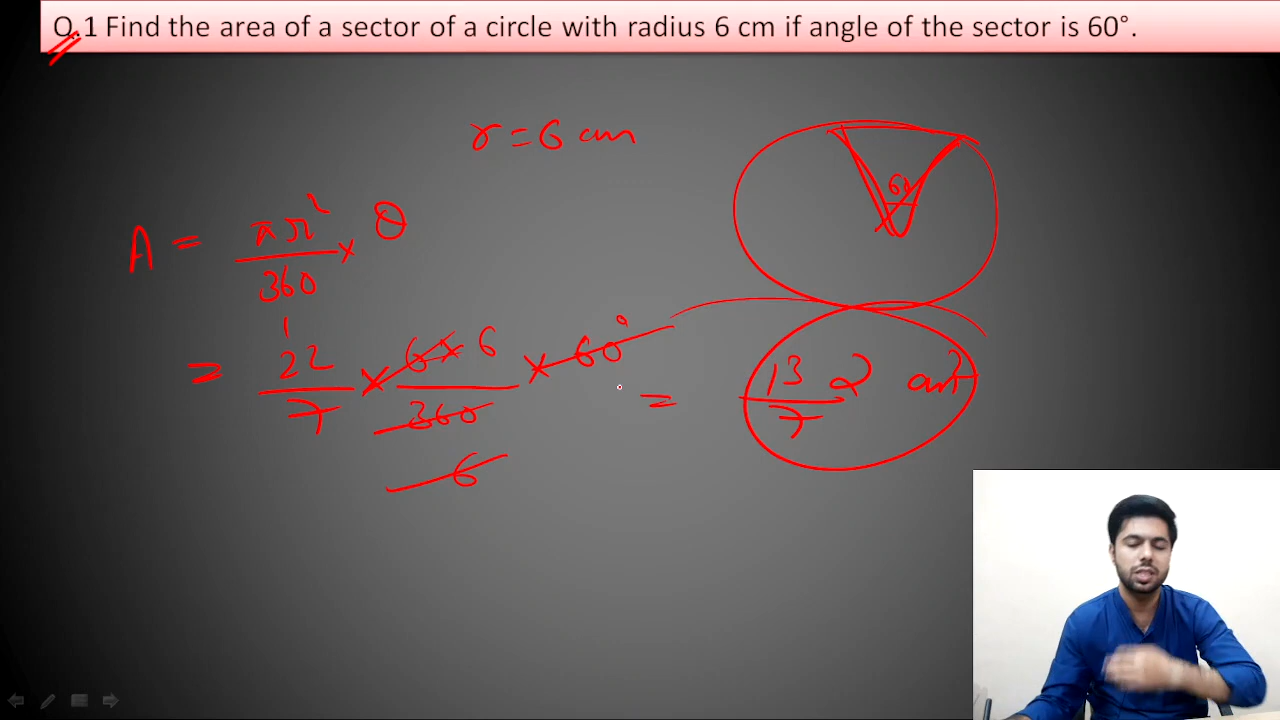 Q.1 Find the area of a sector of a circle with radius 6 cm if angle of the sector is 60°.
r = 6 cm
60
A = πr²/360 × θ
1
= 22/7 × 6×6/360 × 60° = 132/7 cm²
6